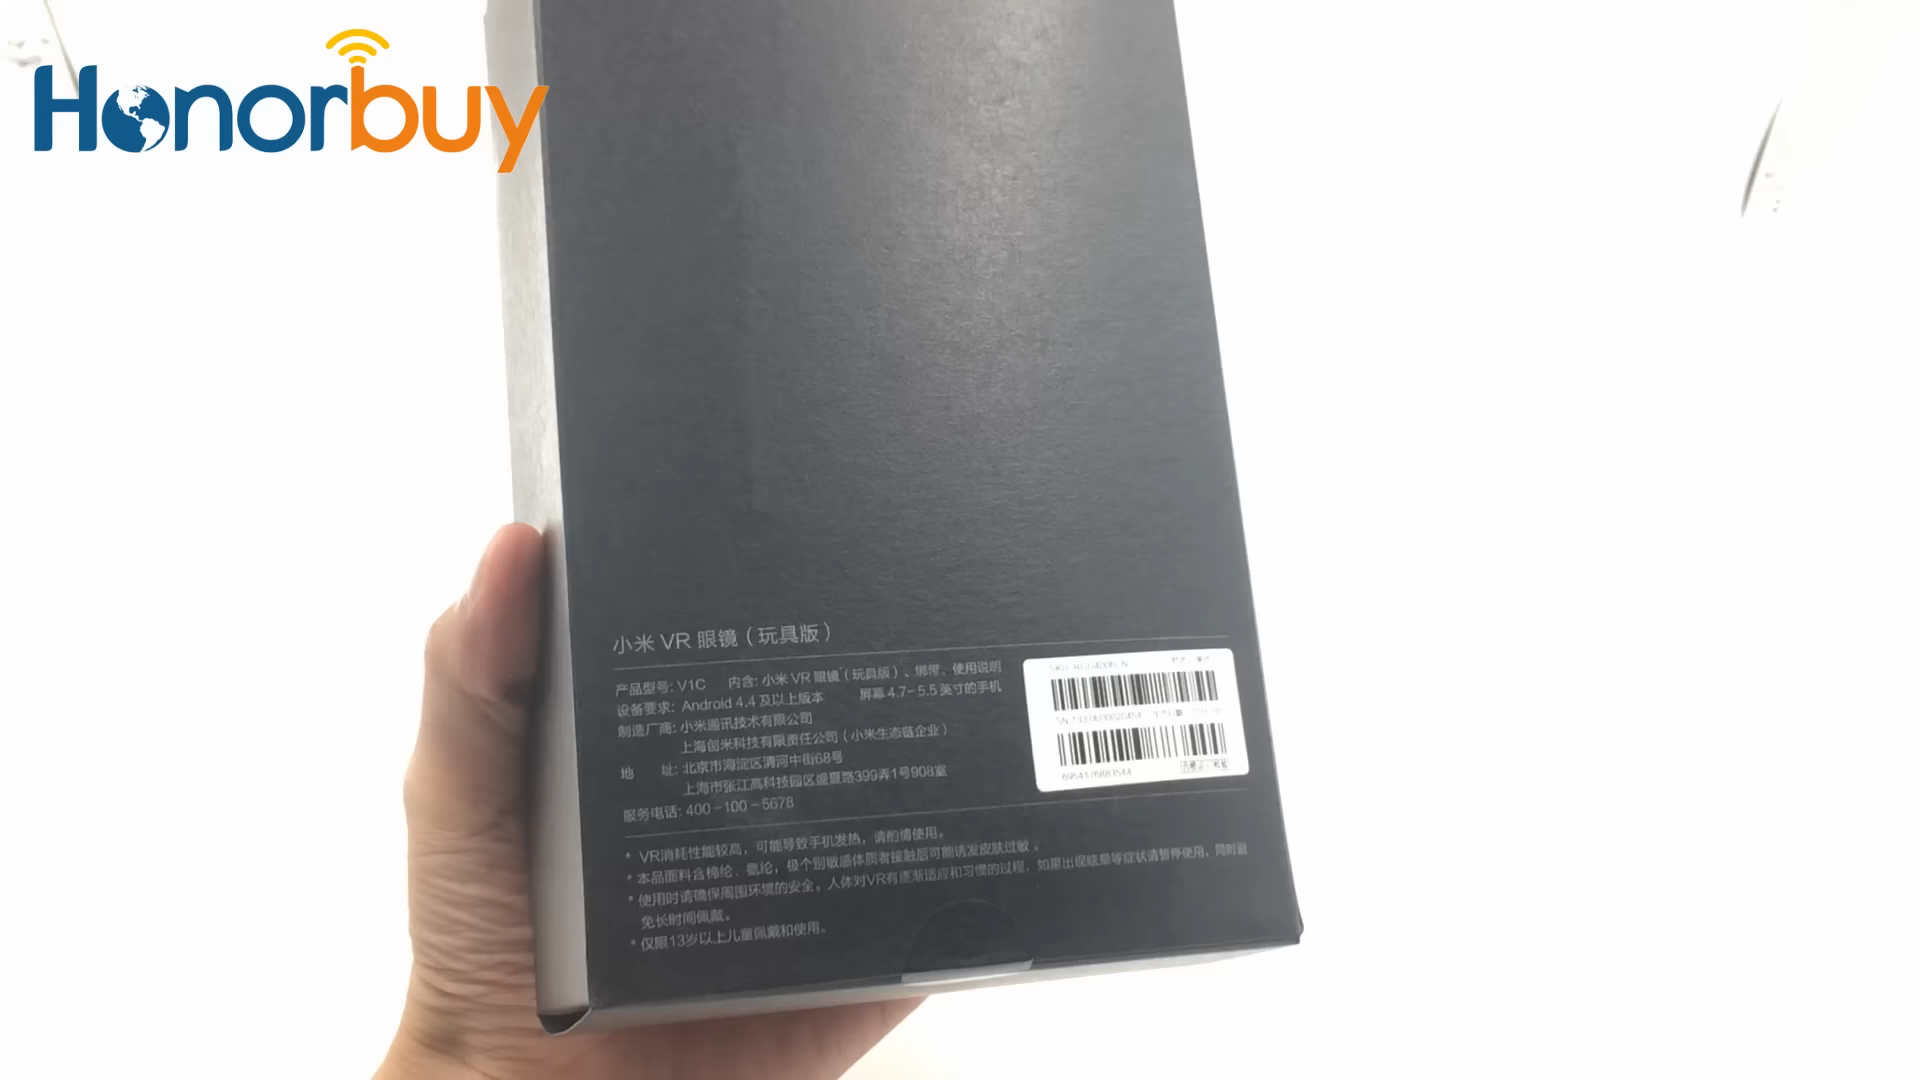 Honorbuy
小米 VR 眼镜（玩具版）
产品型号: V1C 内含: 小米 VR 眼镜（玩具版）、绑带、使用说明
设备要求: Android 4.4 及以上版本 屏幕 4.7- 5.5 英寸的手机
制造厂商: 小米通讯技术有限公司
上海创米科技有限责任公司（小米生态链企业）
地 址: 北京市海淀区清河中街68号
上海市张江高科技园区盛夏路399弄1号908室
服务电话: 400 -100 - 5678
* VR消耗性能较高，可能导致手机发热，请酌情使用。
* 本品面料含棉纶、氨纶，极个别敏感体质者接触后可能诱发皮肤过敏 。
* 使用时请确保周围环境的安全。人体对VR有逐渐适应和习惯的过程，如果出现眩晕等症状请暂停使用，同时避
免长时间佩戴。
* 仅限13岁以上儿童佩戴和使用。